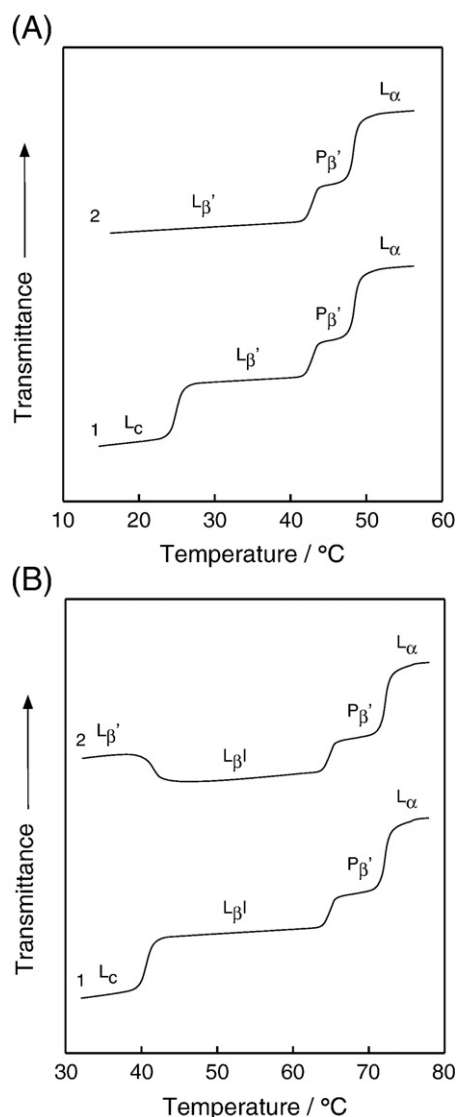 (A)
Lα
Pβ'
Lβ'
2
Lα
Pβ'
Lβ'
Lc
1
Transmittance
10 20 30 40 50 60
Temperature / °C
(B)
Lα
Pβ'
2 Lβ'
LβI
Lα
Pβ'
LβI
1 Lc
Transmittance
30 40 50 60 70 80
Temperature / °C